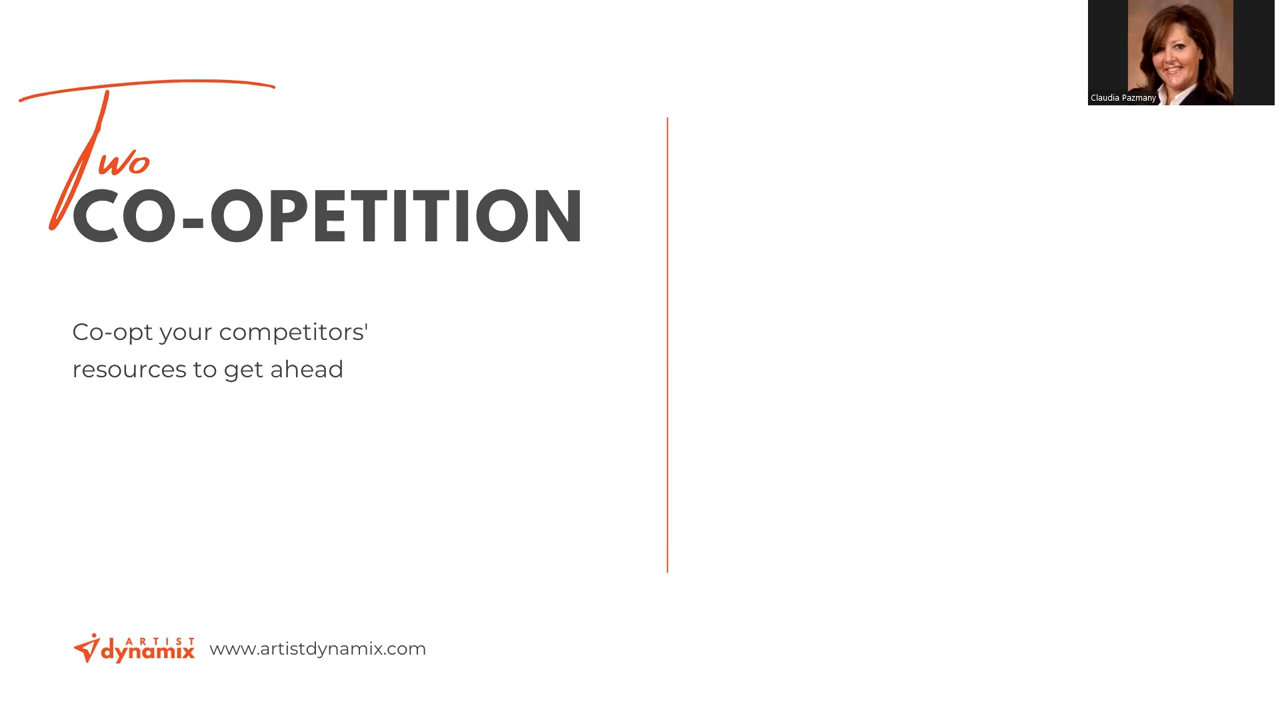 Claudia Pazmany
Two
CO-OPETITION
Co-opt your competitors'
resources to get ahead
ARTIST
dynamix
www.artistdynamix.com